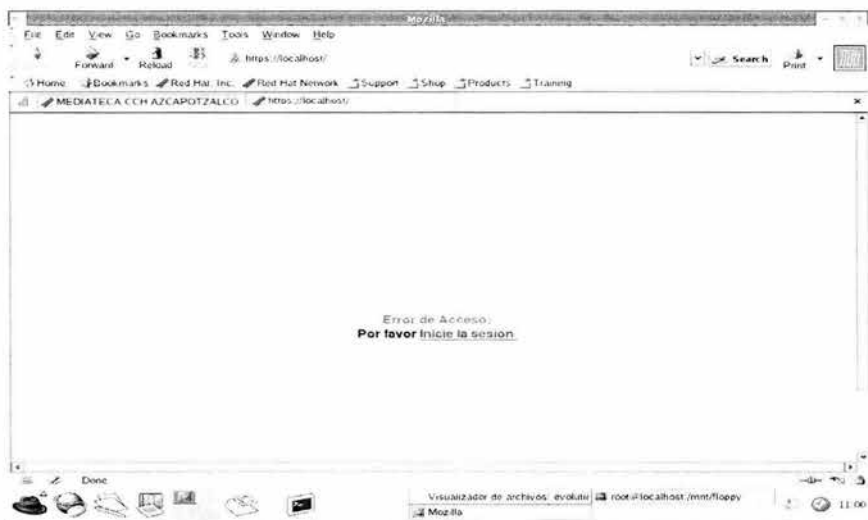 Mozilla
File Edit View Go Bookmarks Tools Window Help
Forward Reload https://localhost/ Search Print
Home Bookmarks Red Hat, Inc. Red Hat Network Support Shop Products Training
MEDIATECA CCH AZCAPOTZALCO https://localhost/
Error de Acceso,
Por favor Inicie la sesion
Done
Visualizador de archivos: evolutio root@localhost:/mnt/floppy
Mozilla 11:00